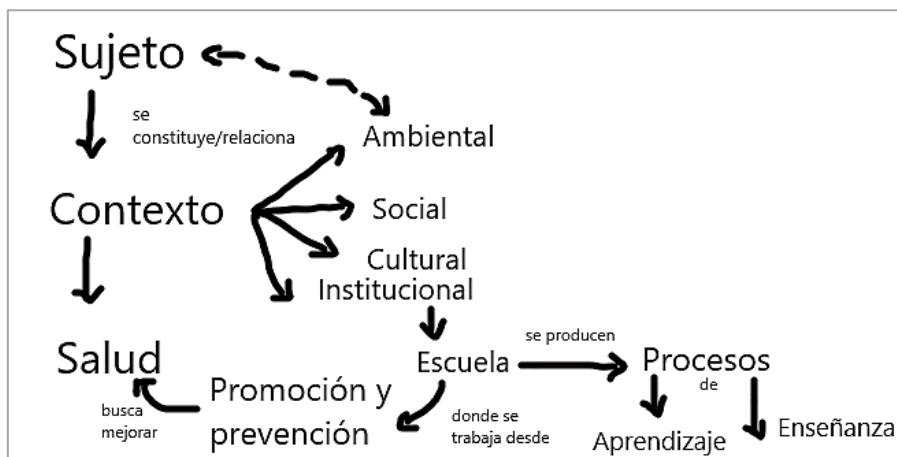 Sujeto
se
constituye/relaciona
Ambiental
Contexto
Social
Cultural
Institucional
Salud
Escuela
se producen
Procesos
de
Promoción y
prevención
busca
mejorar
donde se
trabaja desde
Aprendizaje
Enseñanza